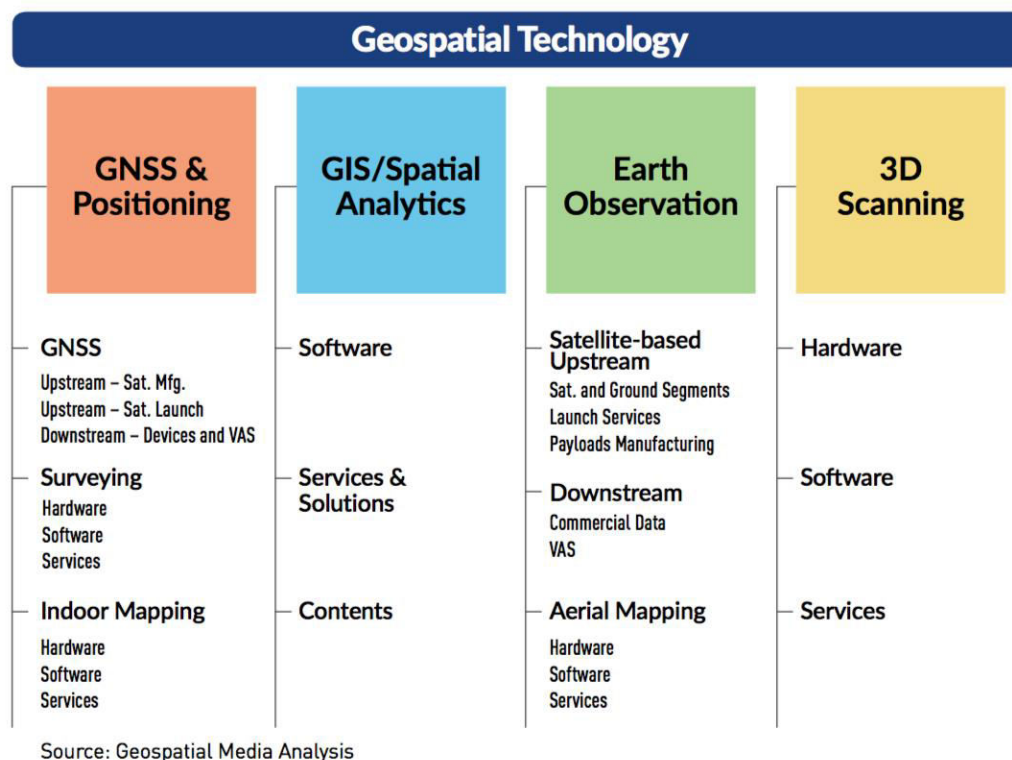 Geospatial Technology
GNSS &
Positioning
GNSS
Upstream – Sat. Mfg.
Upstream – Sat. Launch
Downstream – Devices and VAS
Surveying
Hardware
Software
Services
Indoor Mapping
Hardware
Software
Services
GIS/Spatial
Analytics
Software
Services &
Solutions
Contents
Earth
Observation
Satellite-based
Upstream
Sat. and Ground Segments
Launch Services
Payloads Manufacturing
Downstream
Commercial Data
VAS
Aerial Mapping
Hardware
Software
Services
3D
Scanning
Hardware
Software
Services
Source: Geospatial Media Analysis